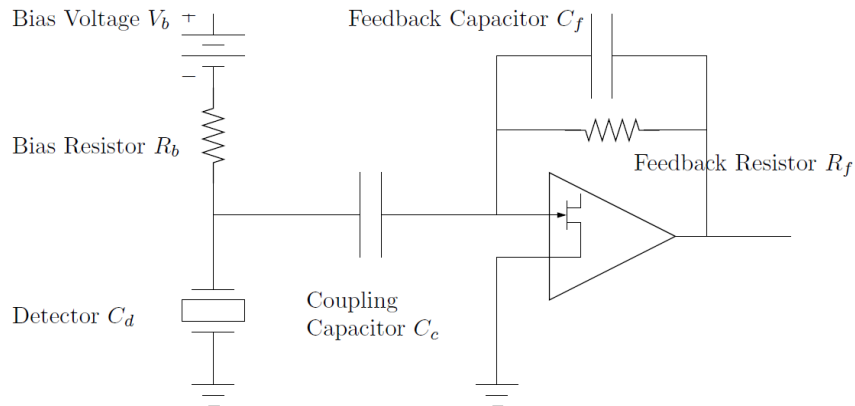 Bias Voltage V_b +
−
Feedback Capacitor C_f
Bias Resistor R_b
Feedback Resistor R_f
Detector C_d
Coupling
Capacitor C_c